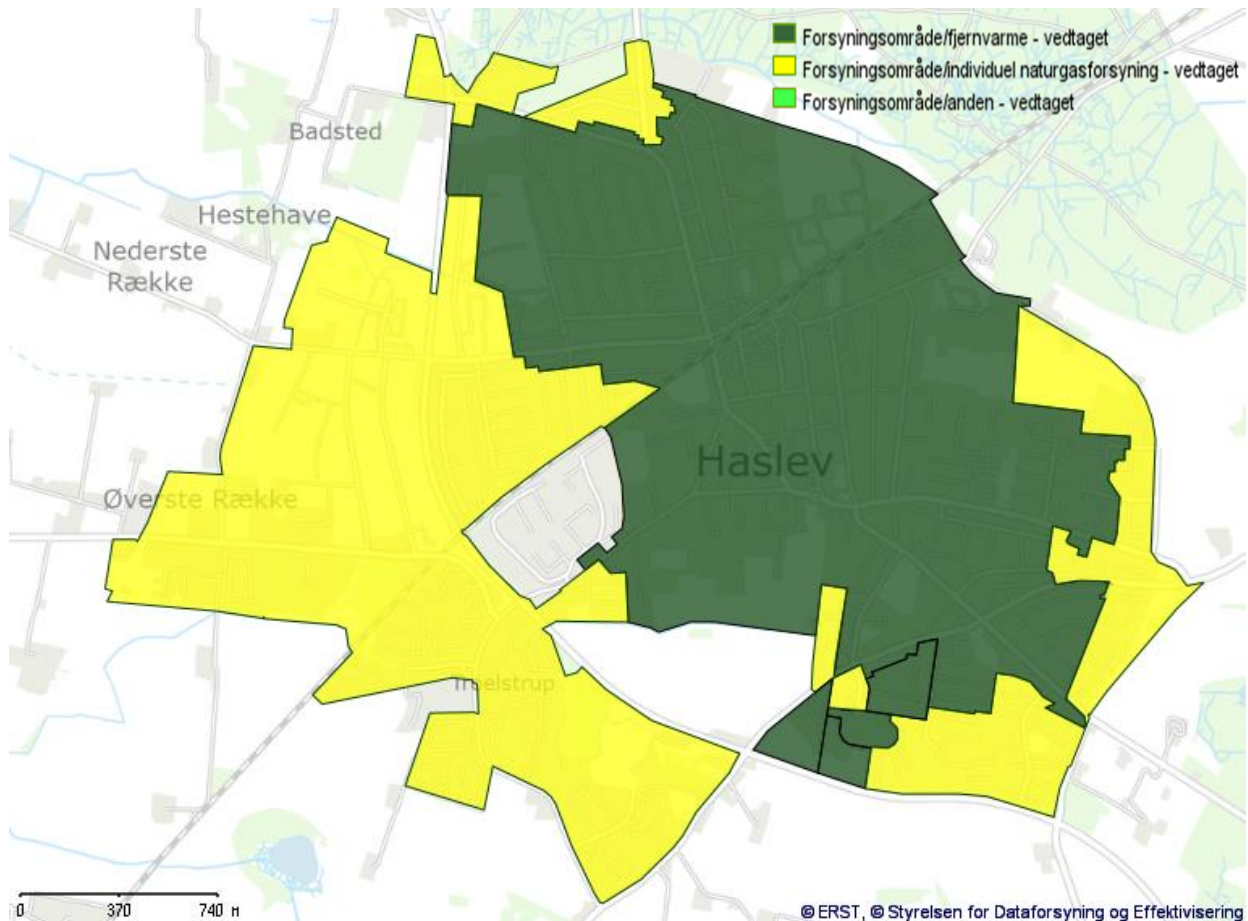 Forsyningsområde/fjernvarme - vedtaget
Forsyningsområde/individuel naturgasforsyning - vedtaget
Forsyningsområde/anden - vedtaget
Badsted
Hestehave
Nederste
Række
Haslev
Øverste Række
Troelstrup
0 370 740 M
© ERST, © Styrelsen for Dataforsyning og Effektivisering